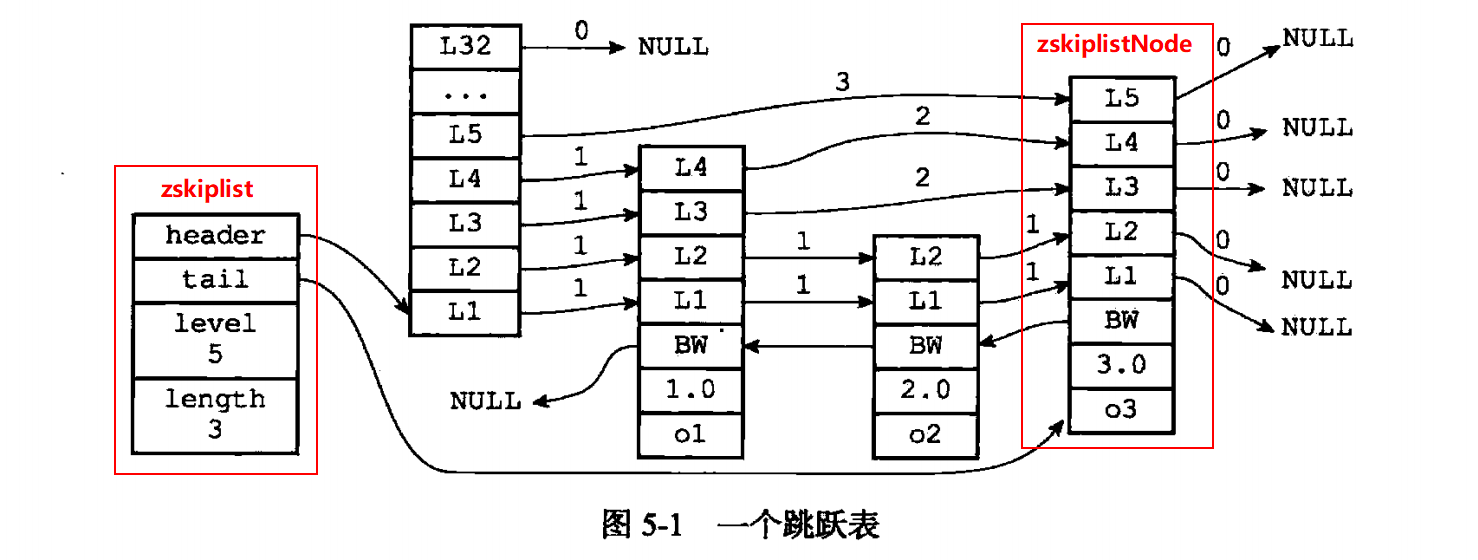 zskiplist
header
tail
level
5
length
3
L32
...
L5
L4
L3
L2
L1
0
NULL
3
1
1
1
1
L4
L3
L2
L1
BW
1.0
o1
NULL
2
2
1
1
L2
L1
BW
2.0
o2
1
1
zskiplistNode
L5
L4
L3
L2
L1
BW
3.0
o3
0
NULL
0
NULL
0
NULL
0
NULL
0
NULL
图 5-1 一个跳跃表